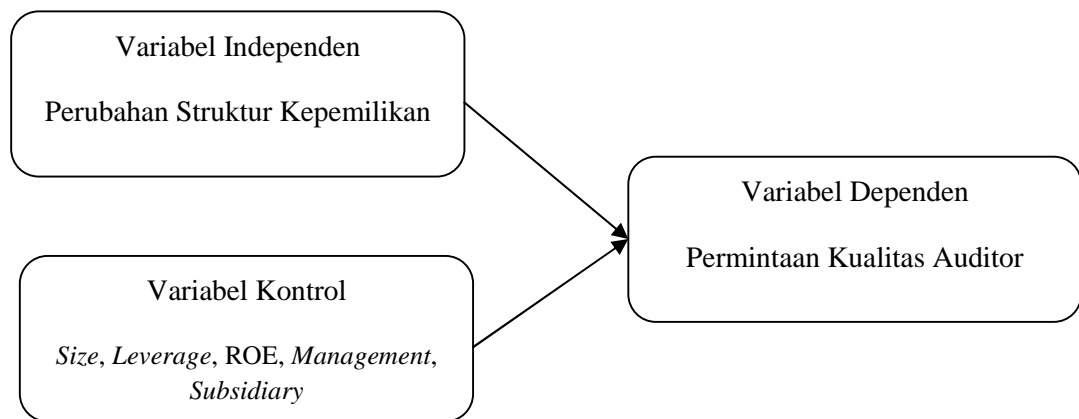 Variabel Independen
Perubahan Struktur Kepemilikan
Variabel Kontrol
Size, Leverage, ROE, Management,
Subsidiary
Variabel Dependen
Permintaan Kualitas Auditor